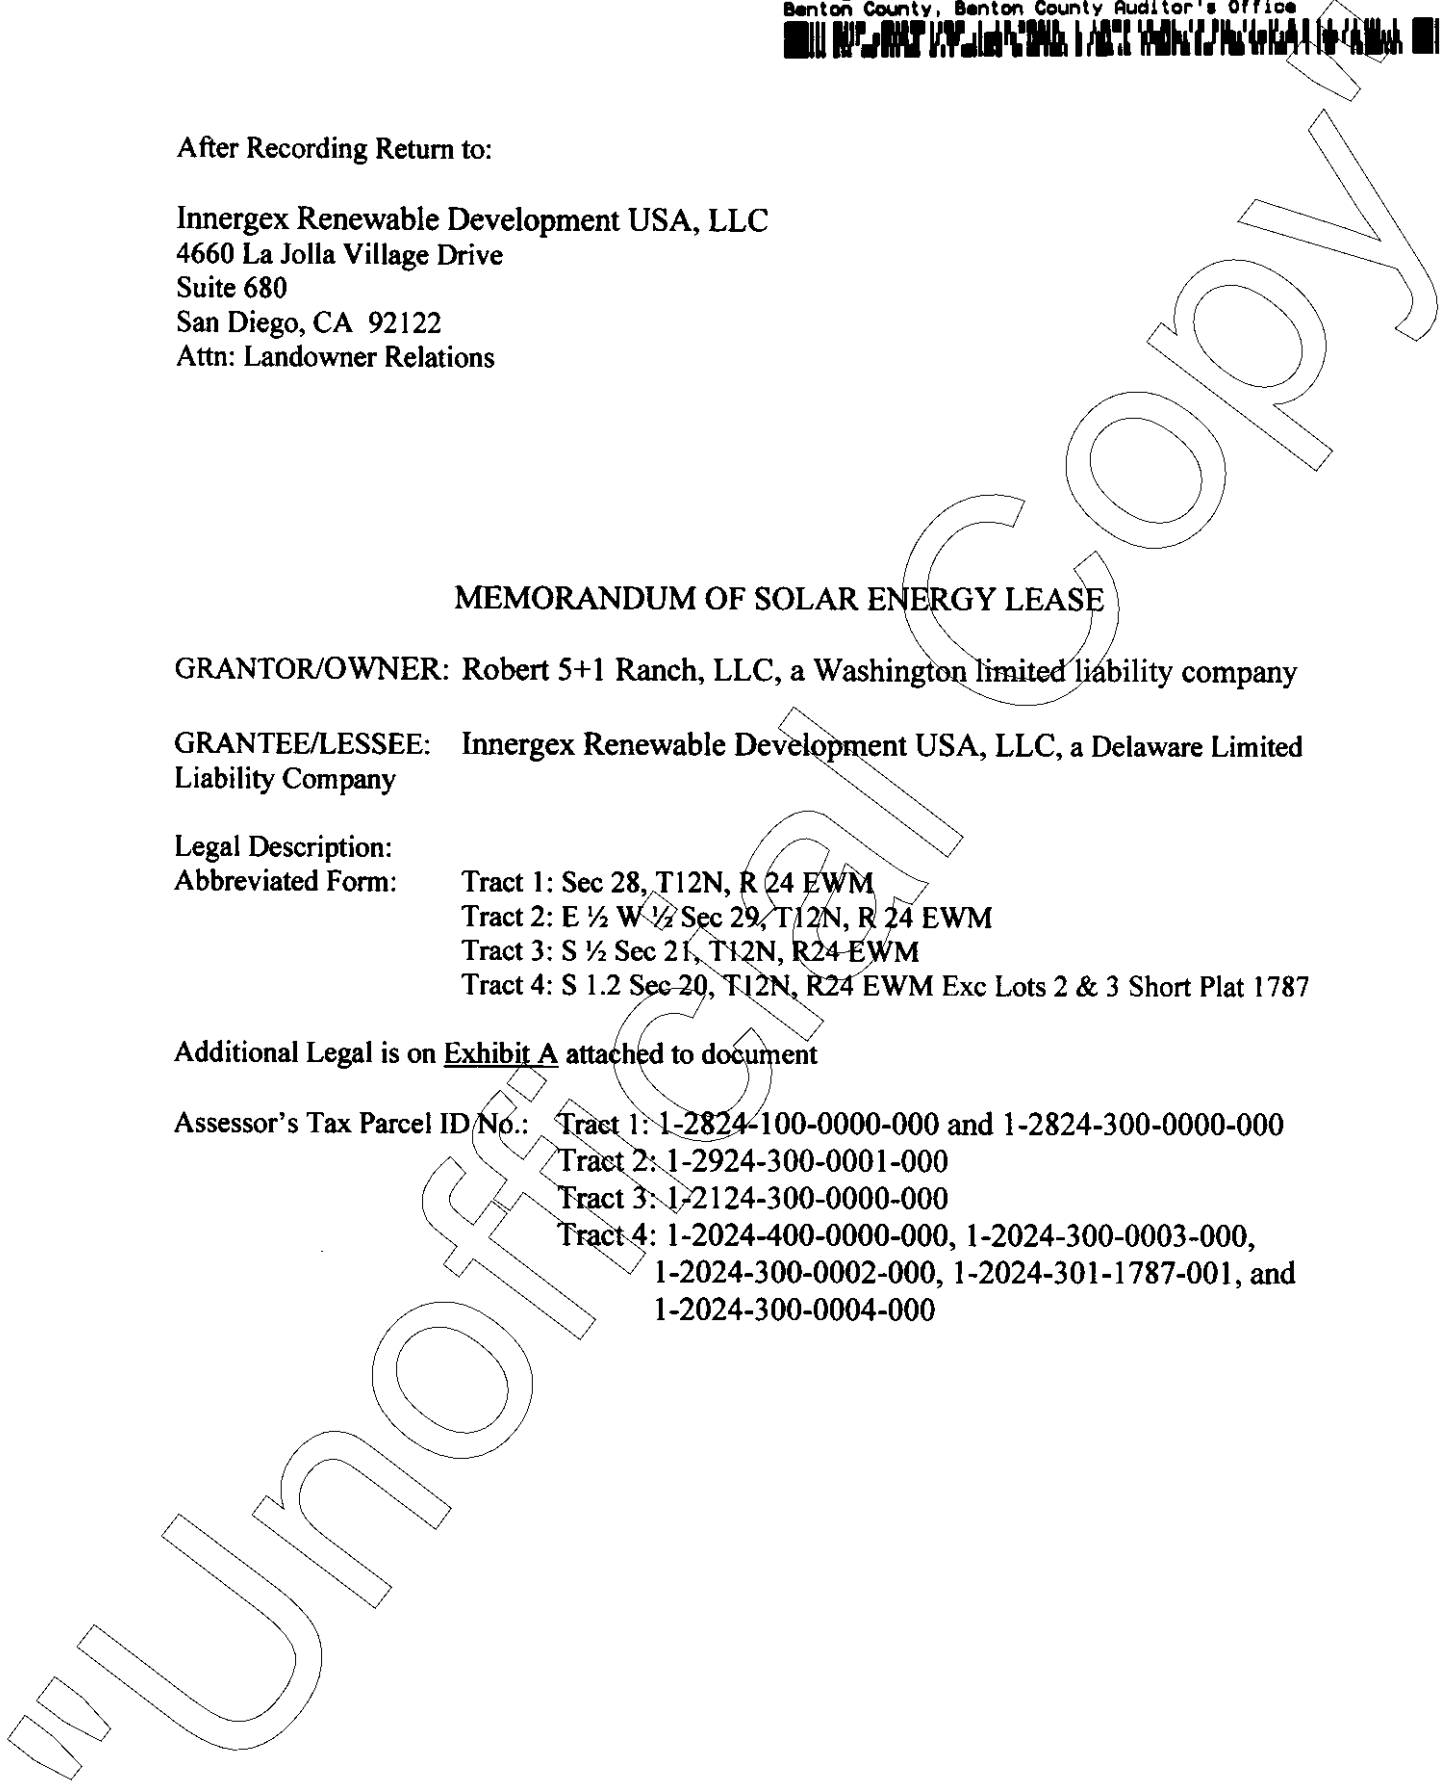 Benton County, Benton County Auditor's Office
After Recording Return to:
Innergex Renewable Development USA, LLC
4660 La Jolla Village Drive
Suite 680
San Diego, CA 92122
Attn: Landowner Relations
MEMORANDUM OF SOLAR ENERGY LEASE
GRANTOR/OWNER: Robert 5+1 Ranch, LLC, a Washington limited liability company
GRANTEE/LESSEE: Innergex Renewable Development USA, LLC, a Delaware Limited
Liability Company
Legal Description:
Abbreviated Form: Tract 1: Sec 28, T12N, R 24 EWM
Tract 2: E ½ W ½ Sec 29, T12N, R 24 EWM
Tract 3: S ½ Sec 21, T12N, R24 EWM
Tract 4: S 1.2 Sec 20, T12N, R24 EWM Exc Lots 2 & 3 Short Plat 1787
Additional Legal is on Exhibit A attached to document
Assessor's Tax Parcel ID No.: Tract 1: 1-2824-100-0000-000 and 1-2824-300-0000-000
Tract 2: 1-2924-300-0001-000
Tract 3: 1-2124-300-0000-000
Tract 4: 1-2024-400-0000-000, 1-2024-300-0003-000,
1-2024-300-0002-000, 1-2024-301-1787-001, and
1-2024-300-0004-000
"Unofficial Copy"